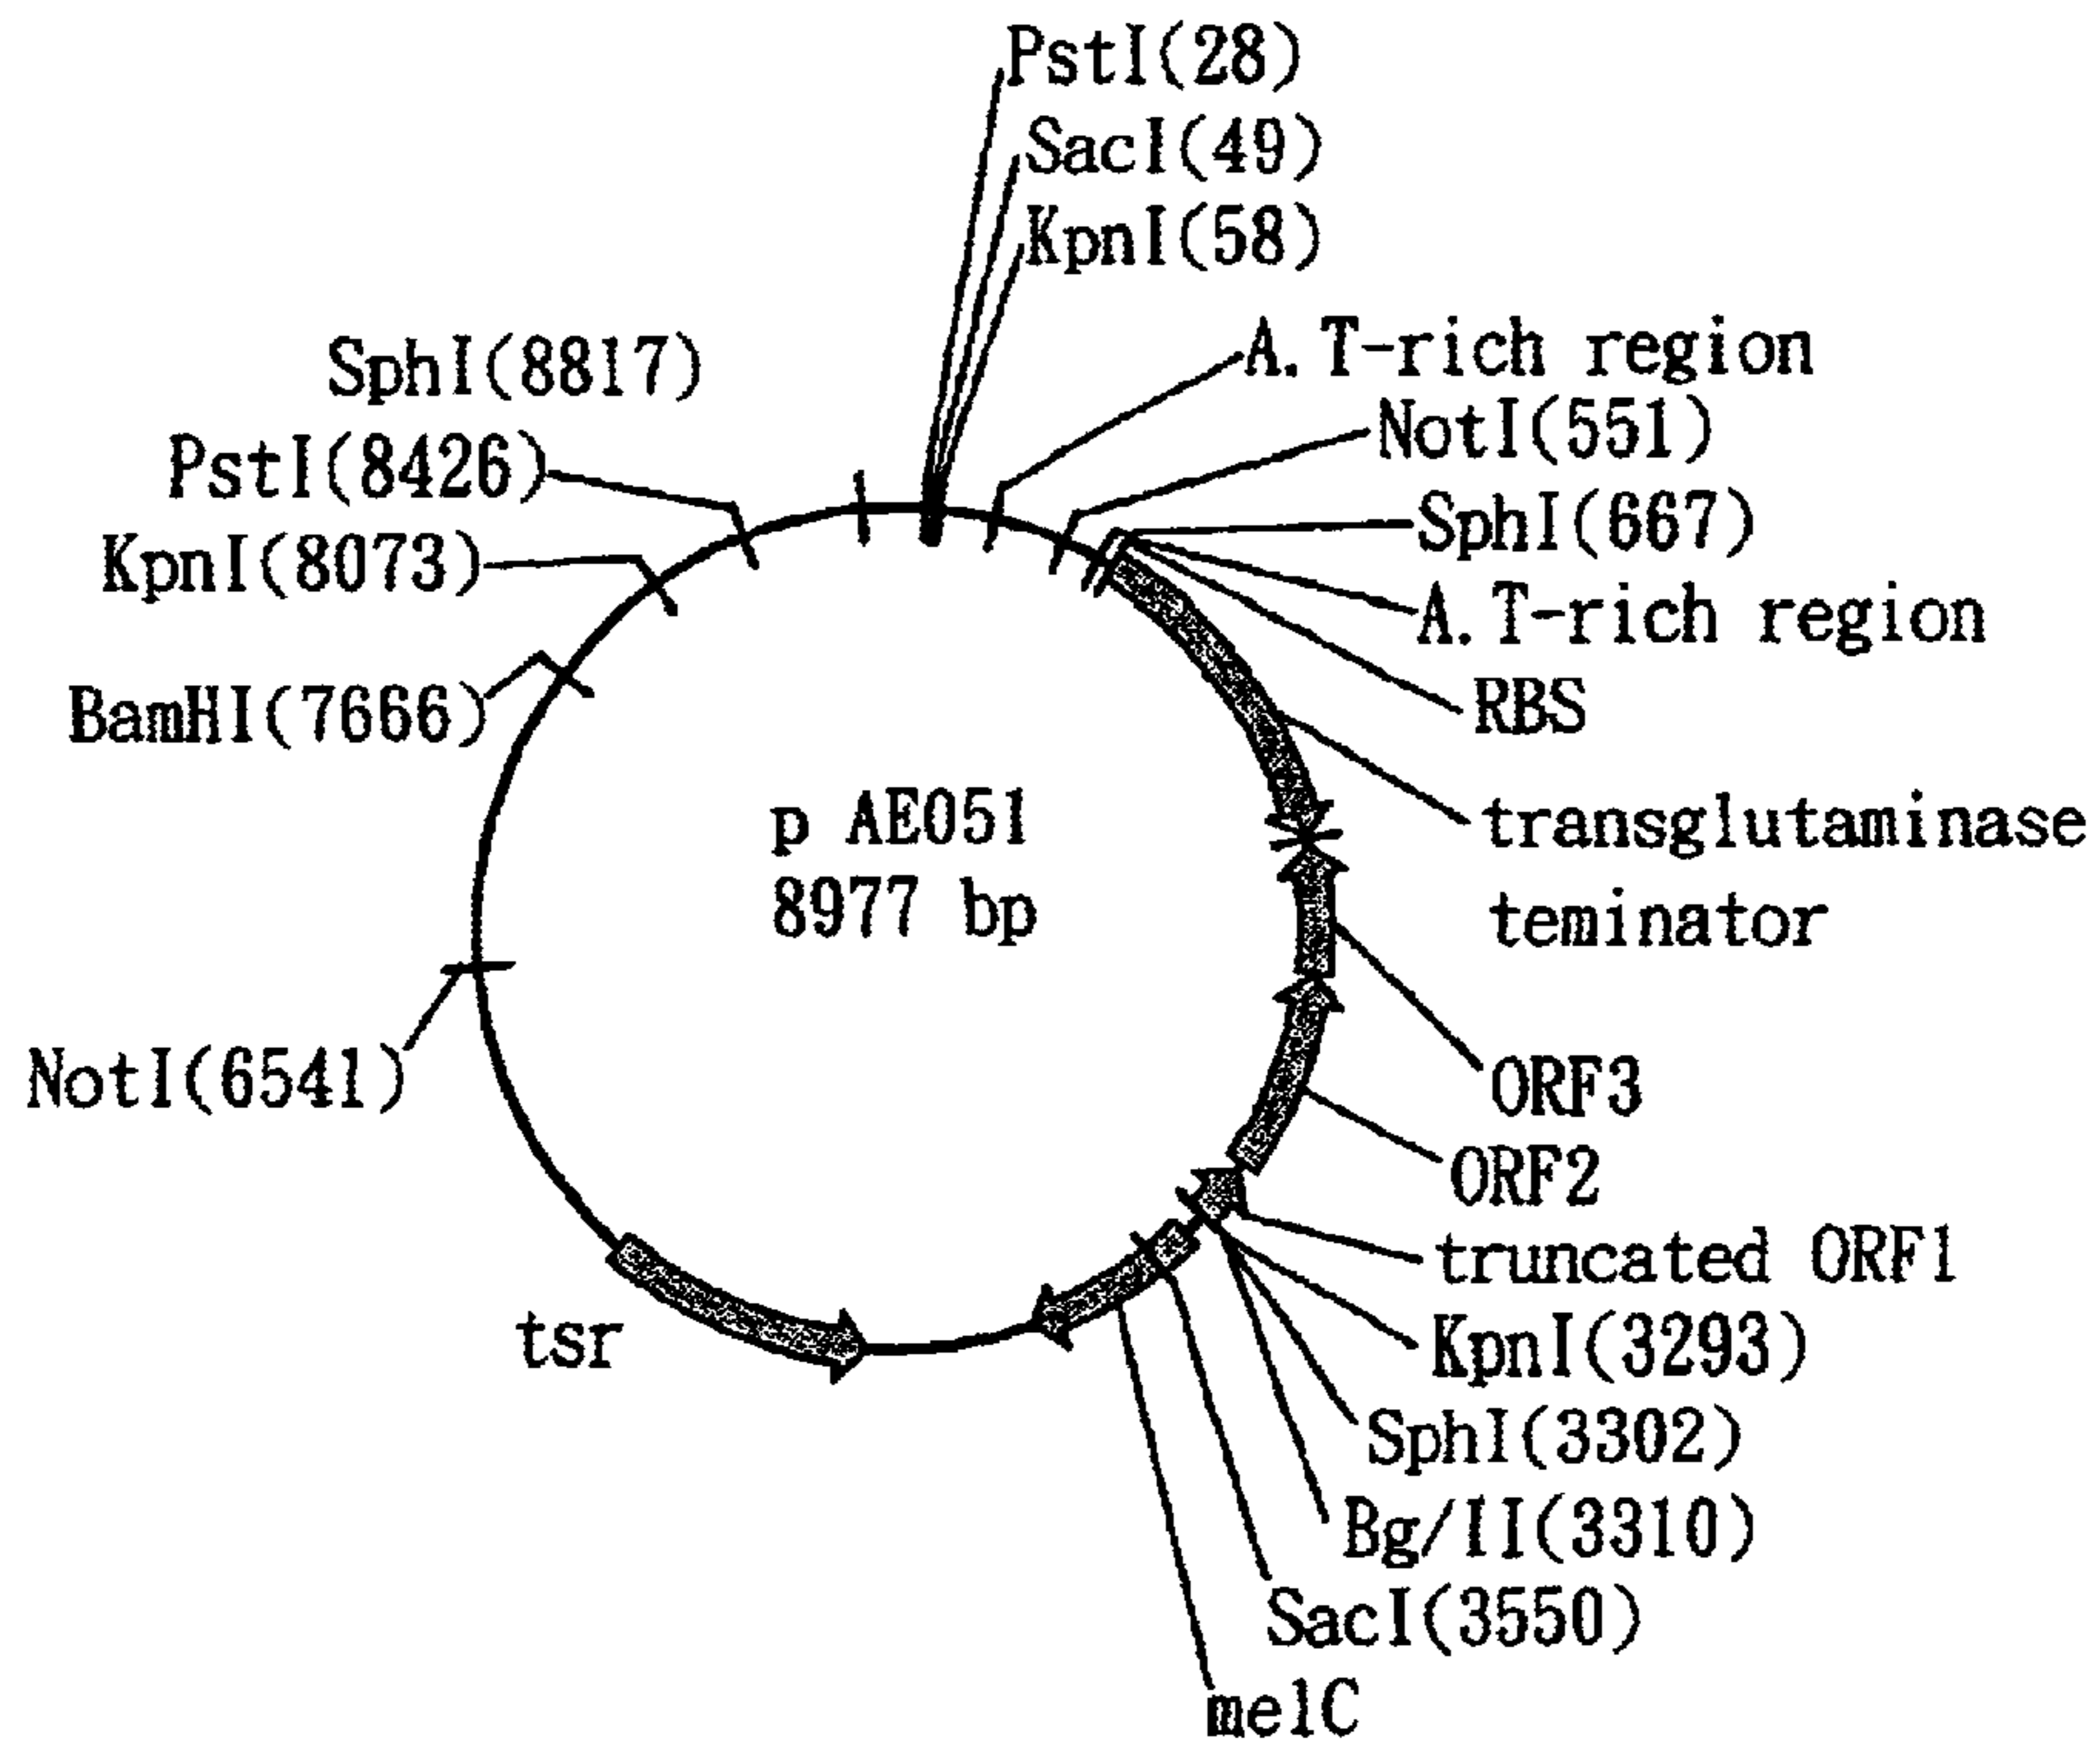 PstI(28)
SacI(49)
KpnI(58)
A.T-rich region
NotI(551)
SphI(667)
A.T-rich region
RBS
transglutaminase
teminator
ORF3
ORF2
truncated ORF1
KpnI(3293)
SphI(3302)
Bg/II(3310)
SacI(3550)
melC
tsr
NotI(6541)
BamHI(7666)
KpnI(8073)
PstI(8426)
SphI(8817)
p AE051
8977 bp